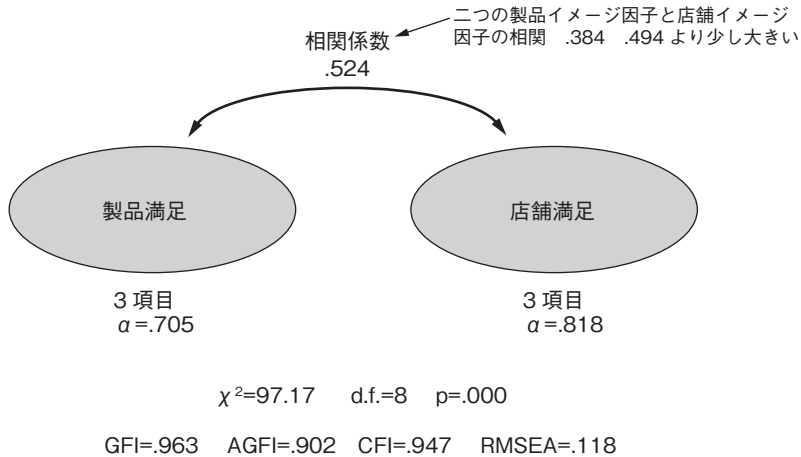 二つの製品イメージ因子と店舗イメージ
因子の相関 .384 .494 より少し大きい
相関係数
.524
製品満足
店舗満足
3 項目
α=.705
3 項目
α=.818
χ²=97.17 d.f.=8 p=.000
GFI=.963 AGFI=.902 CFI=.947 RMSEA=.118